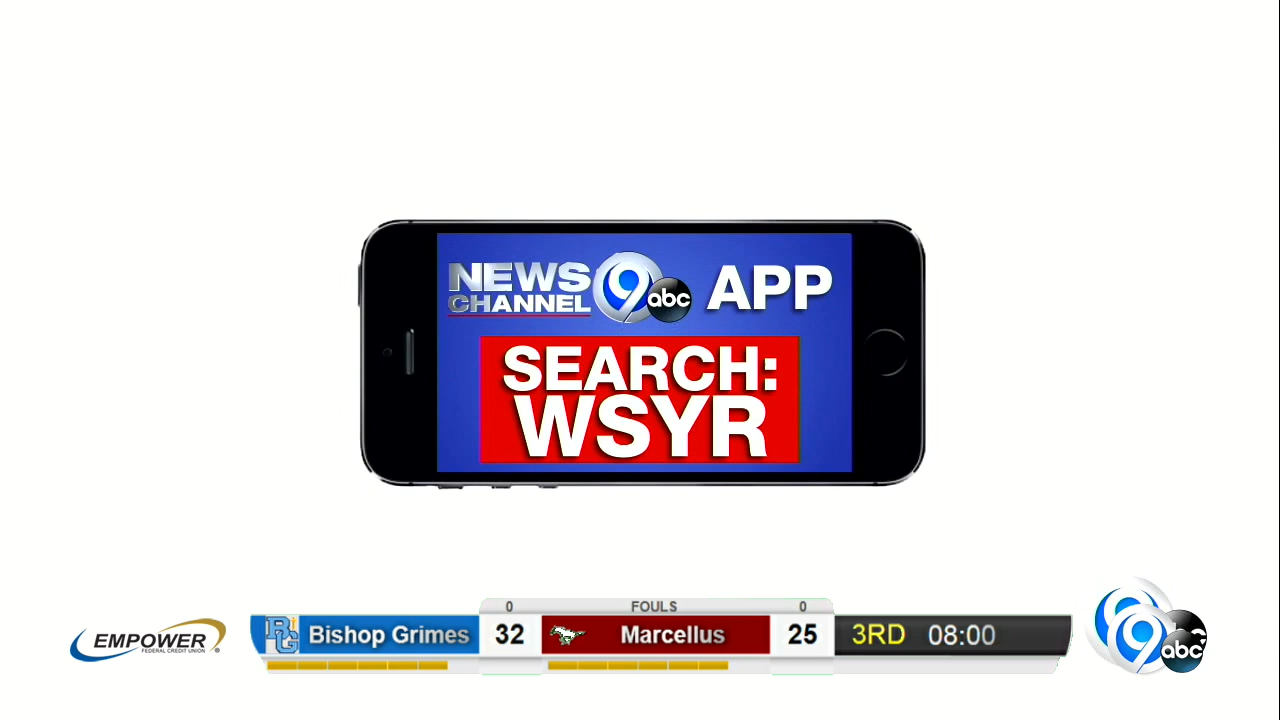 NEWS CHANNEL 9 abc APP
SEARCH:
WSYR
0 FOULS 0
EMPOWER
FEDERAL CREDIT UNION
BG Bishop Grimes 32 Marcellus 25 3RD 08:00
9 abc